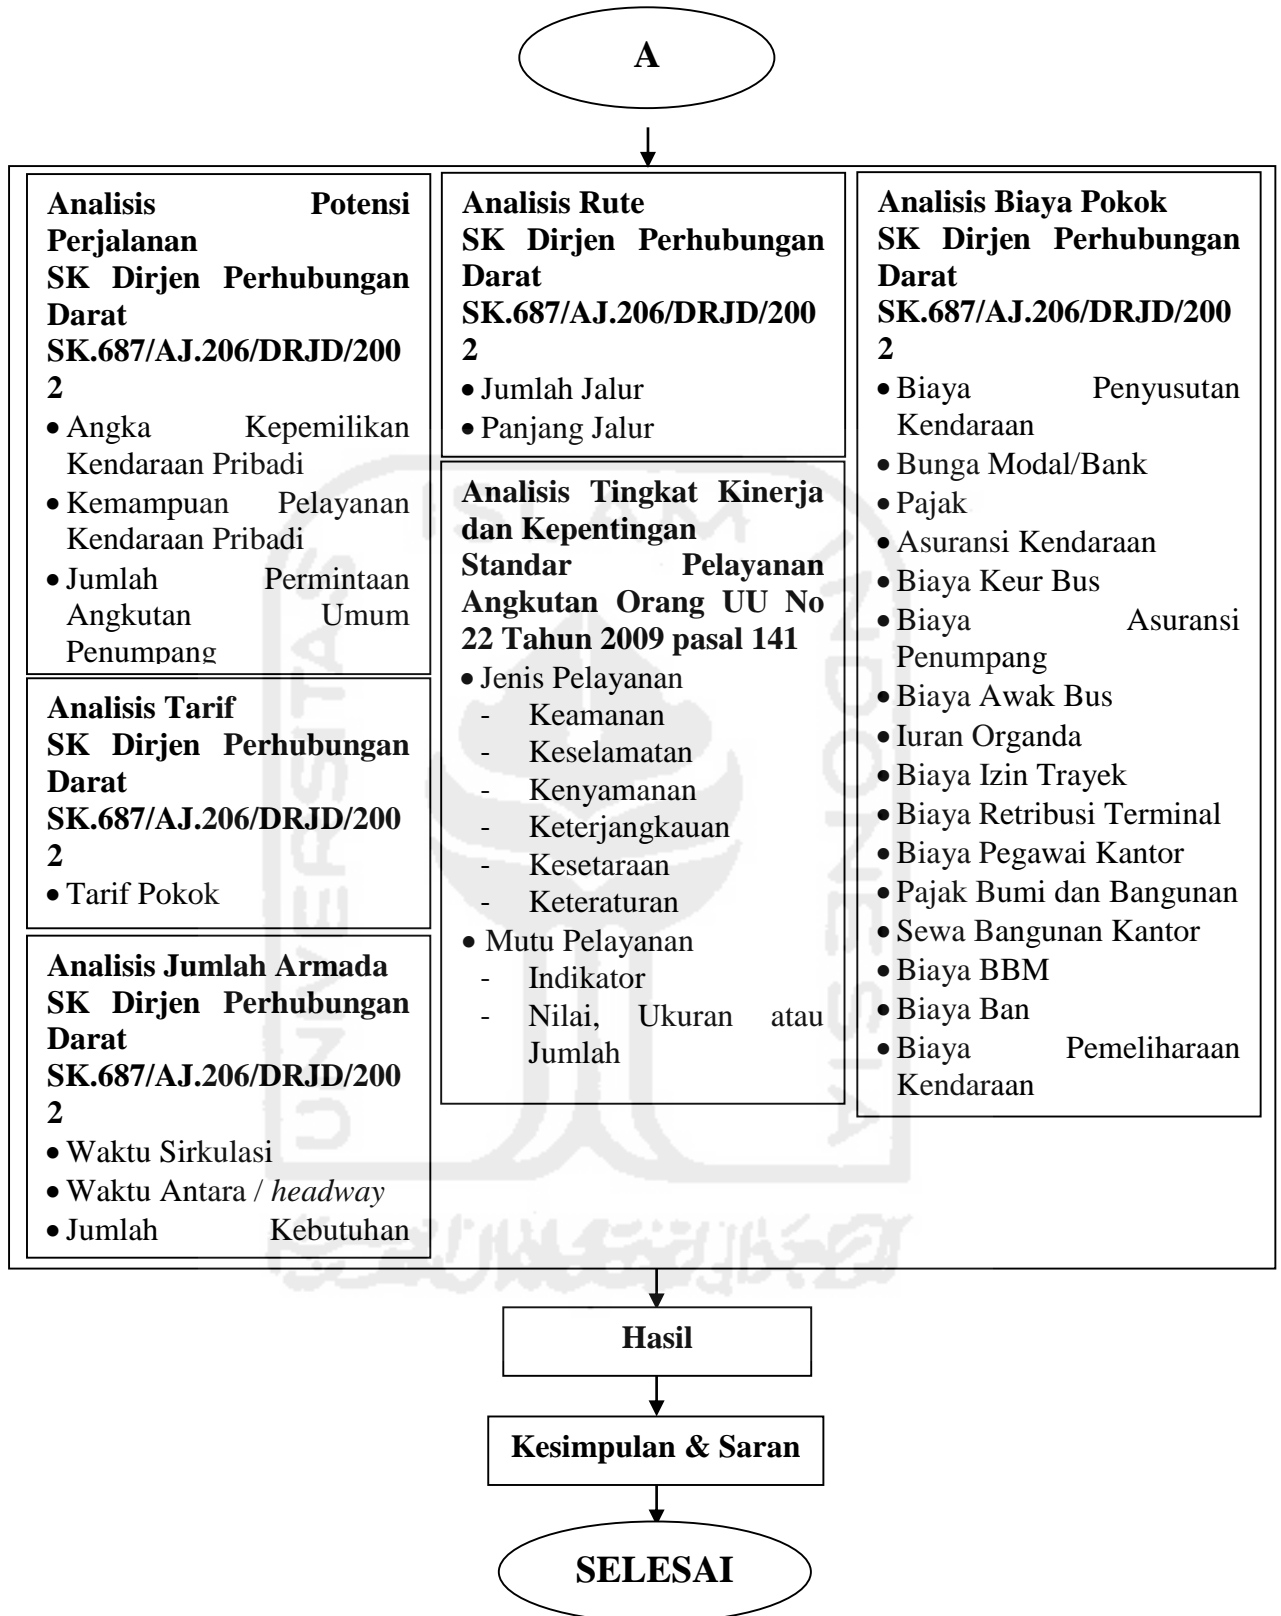 A
Analisis Potensi
Perjalanan
SK Dirjen Perhubungan
Darat
SK.687/AJ.206/DRJD/200
2
• Angka Kepemilikan
Kendaraan Pribadi
• Kemampuan Pelayanan
Kendaraan Pribadi
• Jumlah Permintaan
Angkutan Umum
Penumpang
Analisis Tarif
SK Dirjen Perhubungan
Darat
SK.687/AJ.206/DRJD/200
2
• Tarif Pokok
Analisis Jumlah Armada
SK Dirjen Perhubungan
Darat
SK.687/AJ.206/DRJD/200
2
• Waktu Sirkulasi
• Waktu Antara / headway
• Jumlah Kebutuhan
Analisis Rute
SK Dirjen Perhubungan
Darat
SK.687/AJ.206/DRJD/200
2
• Jumlah Jalur
• Panjang Jalur
Analisis Tingkat Kinerja
dan Kepentingan
Standar Pelayanan
Angkutan Orang UU No
22 Tahun 2009 pasal 141
• Jenis Pelayanan
- Keamanan
- Keselamatan
- Kenyamanan
- Keterjangkauan
- Kesetaraan
- Keteraturan
• Mutu Pelayanan
- Indikator
- Nilai, Ukuran atau
Jumlah
Analisis Biaya Pokok
SK Dirjen Perhubungan
Darat
SK.687/AJ.206/DRJD/200
2
• Biaya Penyusutan
Kendaraan
• Bunga Modal/Bank
• Pajak
• Asuransi Kendaraan
• Biaya Keur Bus
• Biaya Asuransi
Penumpang
• Biaya Awak Bus
• Iuran Organda
• Biaya Izin Trayek
• Biaya Retribusi Terminal
• Biaya Pegawai Kantor
• Pajak Bumi dan Bangunan
• Sewa Bangunan Kantor
• Biaya BBM
• Biaya Ban
• Biaya Pemeliharaan
Kendaraan
Hasil
Kesimpulan & Saran
SELESAI
UNIVERSITAS
ISLAM
INDONESIA